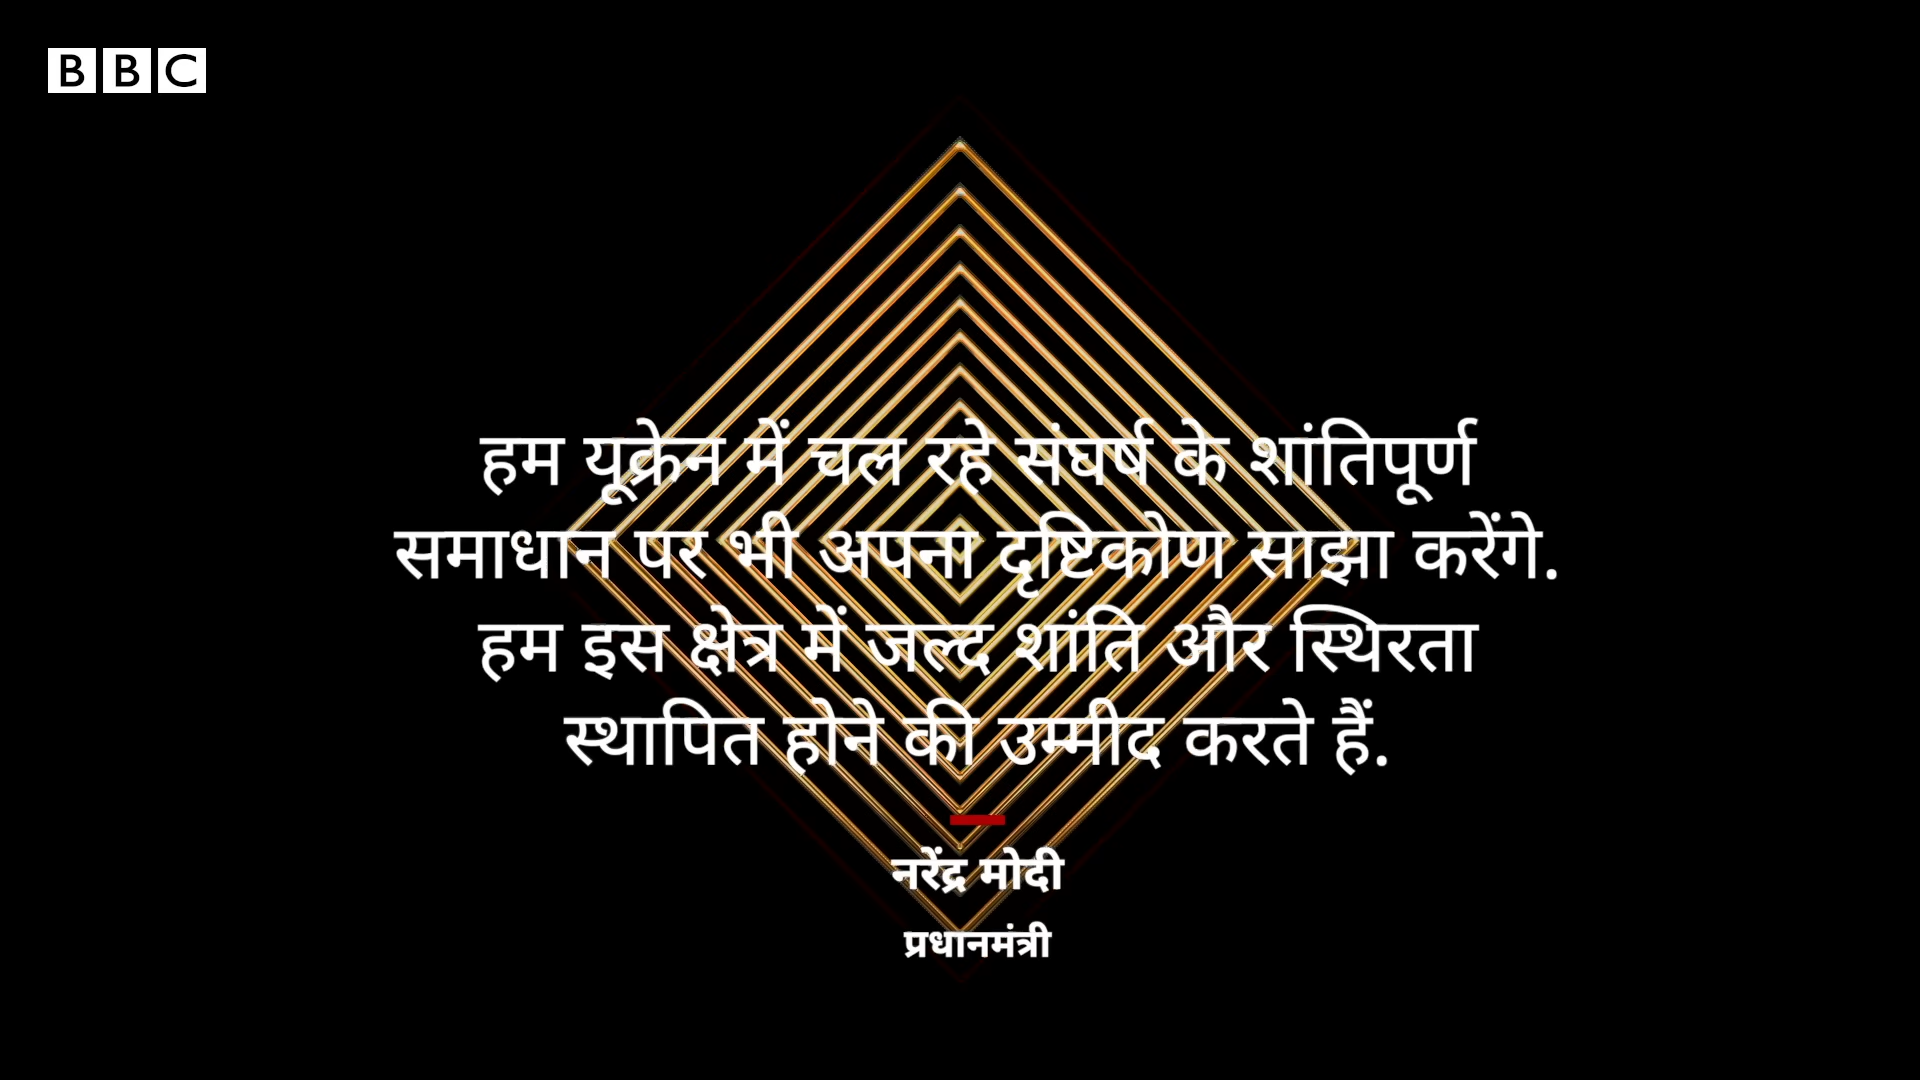 BBC
हम यूक्रेन में चल रहे संघर्ष के शांतिपूर्ण
समाधान पर भी अपना दृष्टिकोण साझा करेंगे.
हम इस क्षेत्र में जल्द शांति और स्थिरता
स्थापित होने की उम्मीद करते हैं.
नरेंद्र मोदी
प्रधानमंत्री